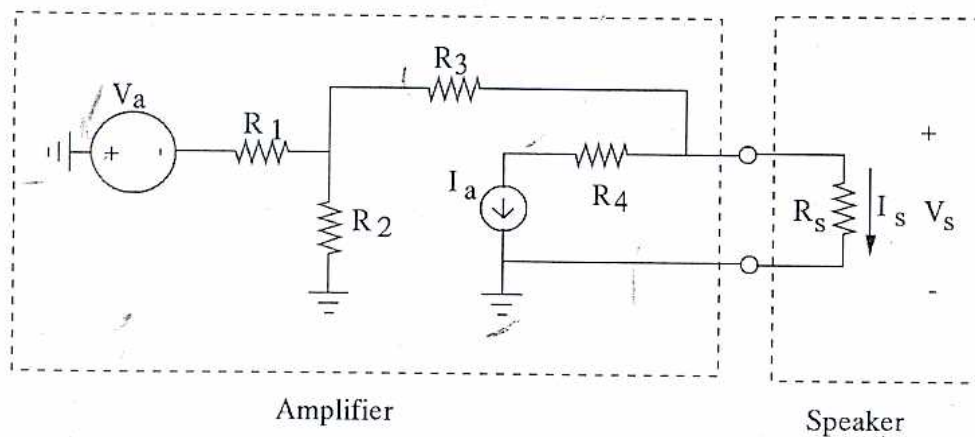 R3
Va
R1
+ -
Ia
R4
+
R2
Rs
Is
Vs
-
Amplifier
Speaker